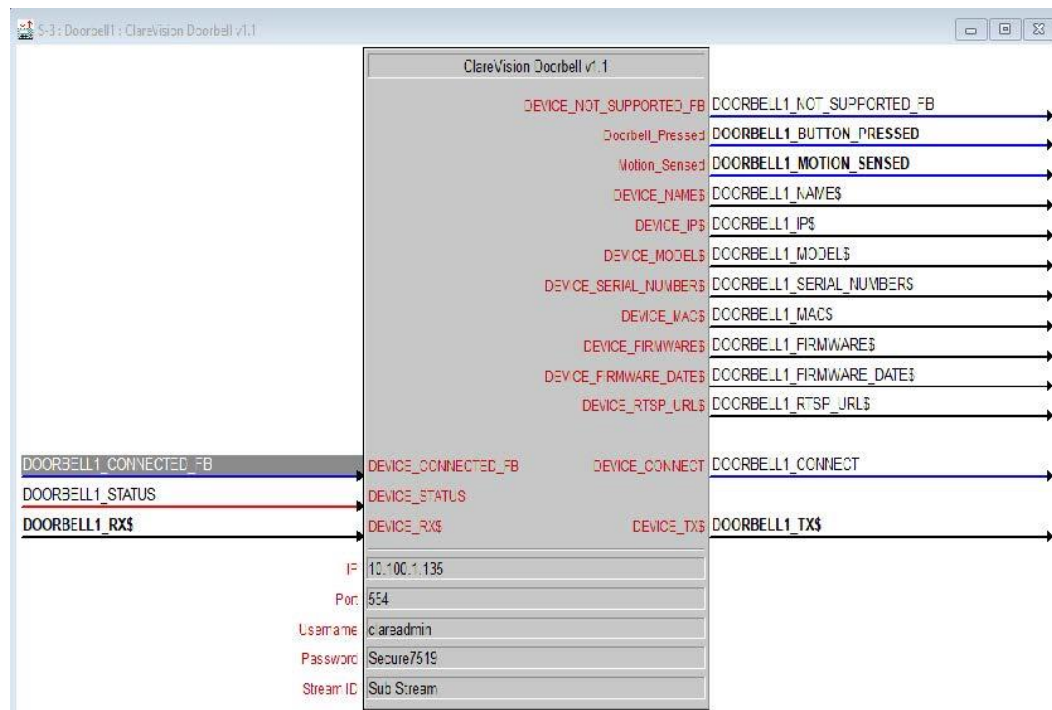 S-3 : Doorbell1 : ClareVision Doorbell v1.1
ClareVision Doorbell v1.1
DEVICE_NOT_SUPPORTED_FB DOORBELL1_NOT_SUPPORTED_FB
Doorbell_Pressed DOORBELL1_BUTTON_PRESSED
Motion_Sensed DOORBELL1_MOTION_SENSED
DEVICE_NAME$ DOORBELL1_NAME$
DEVICE_IP$ DOORBELL1_IP$
DEVICE_MODEL$ DOORBELL1_MODEL$
DEVICE_SERIAL_NUMBER$ DOORBELL1_SERIAL_NUMBER$
DEVICE_MAC$ DOORBELL1_MAC$
DEVICE_FIRMWARE$ DOORBELL1_FIRMWARE$
DEVICE_FIRMWARE_DATE$ DOORBELL1_FIRMWARE_DATE$
DEVICE_RTSP_URL$ DOORBELL1_RTSP_URL$
DOORBELL1_CONNECTED_FB DEVICE_CONNECTED_FB DEVICE_CONNECT DOORBELL1_CONNECT
DOORBELL1_STATUS DEVICE_STATUS
DOORBELL1_RX$ DEVICE_RX$ DEVICE_TX$ DOORBELL1_TX$
IP 10.100.1.135
Port 554
Username clareadmin
Password Secure7519
Stream ID Sub Stream